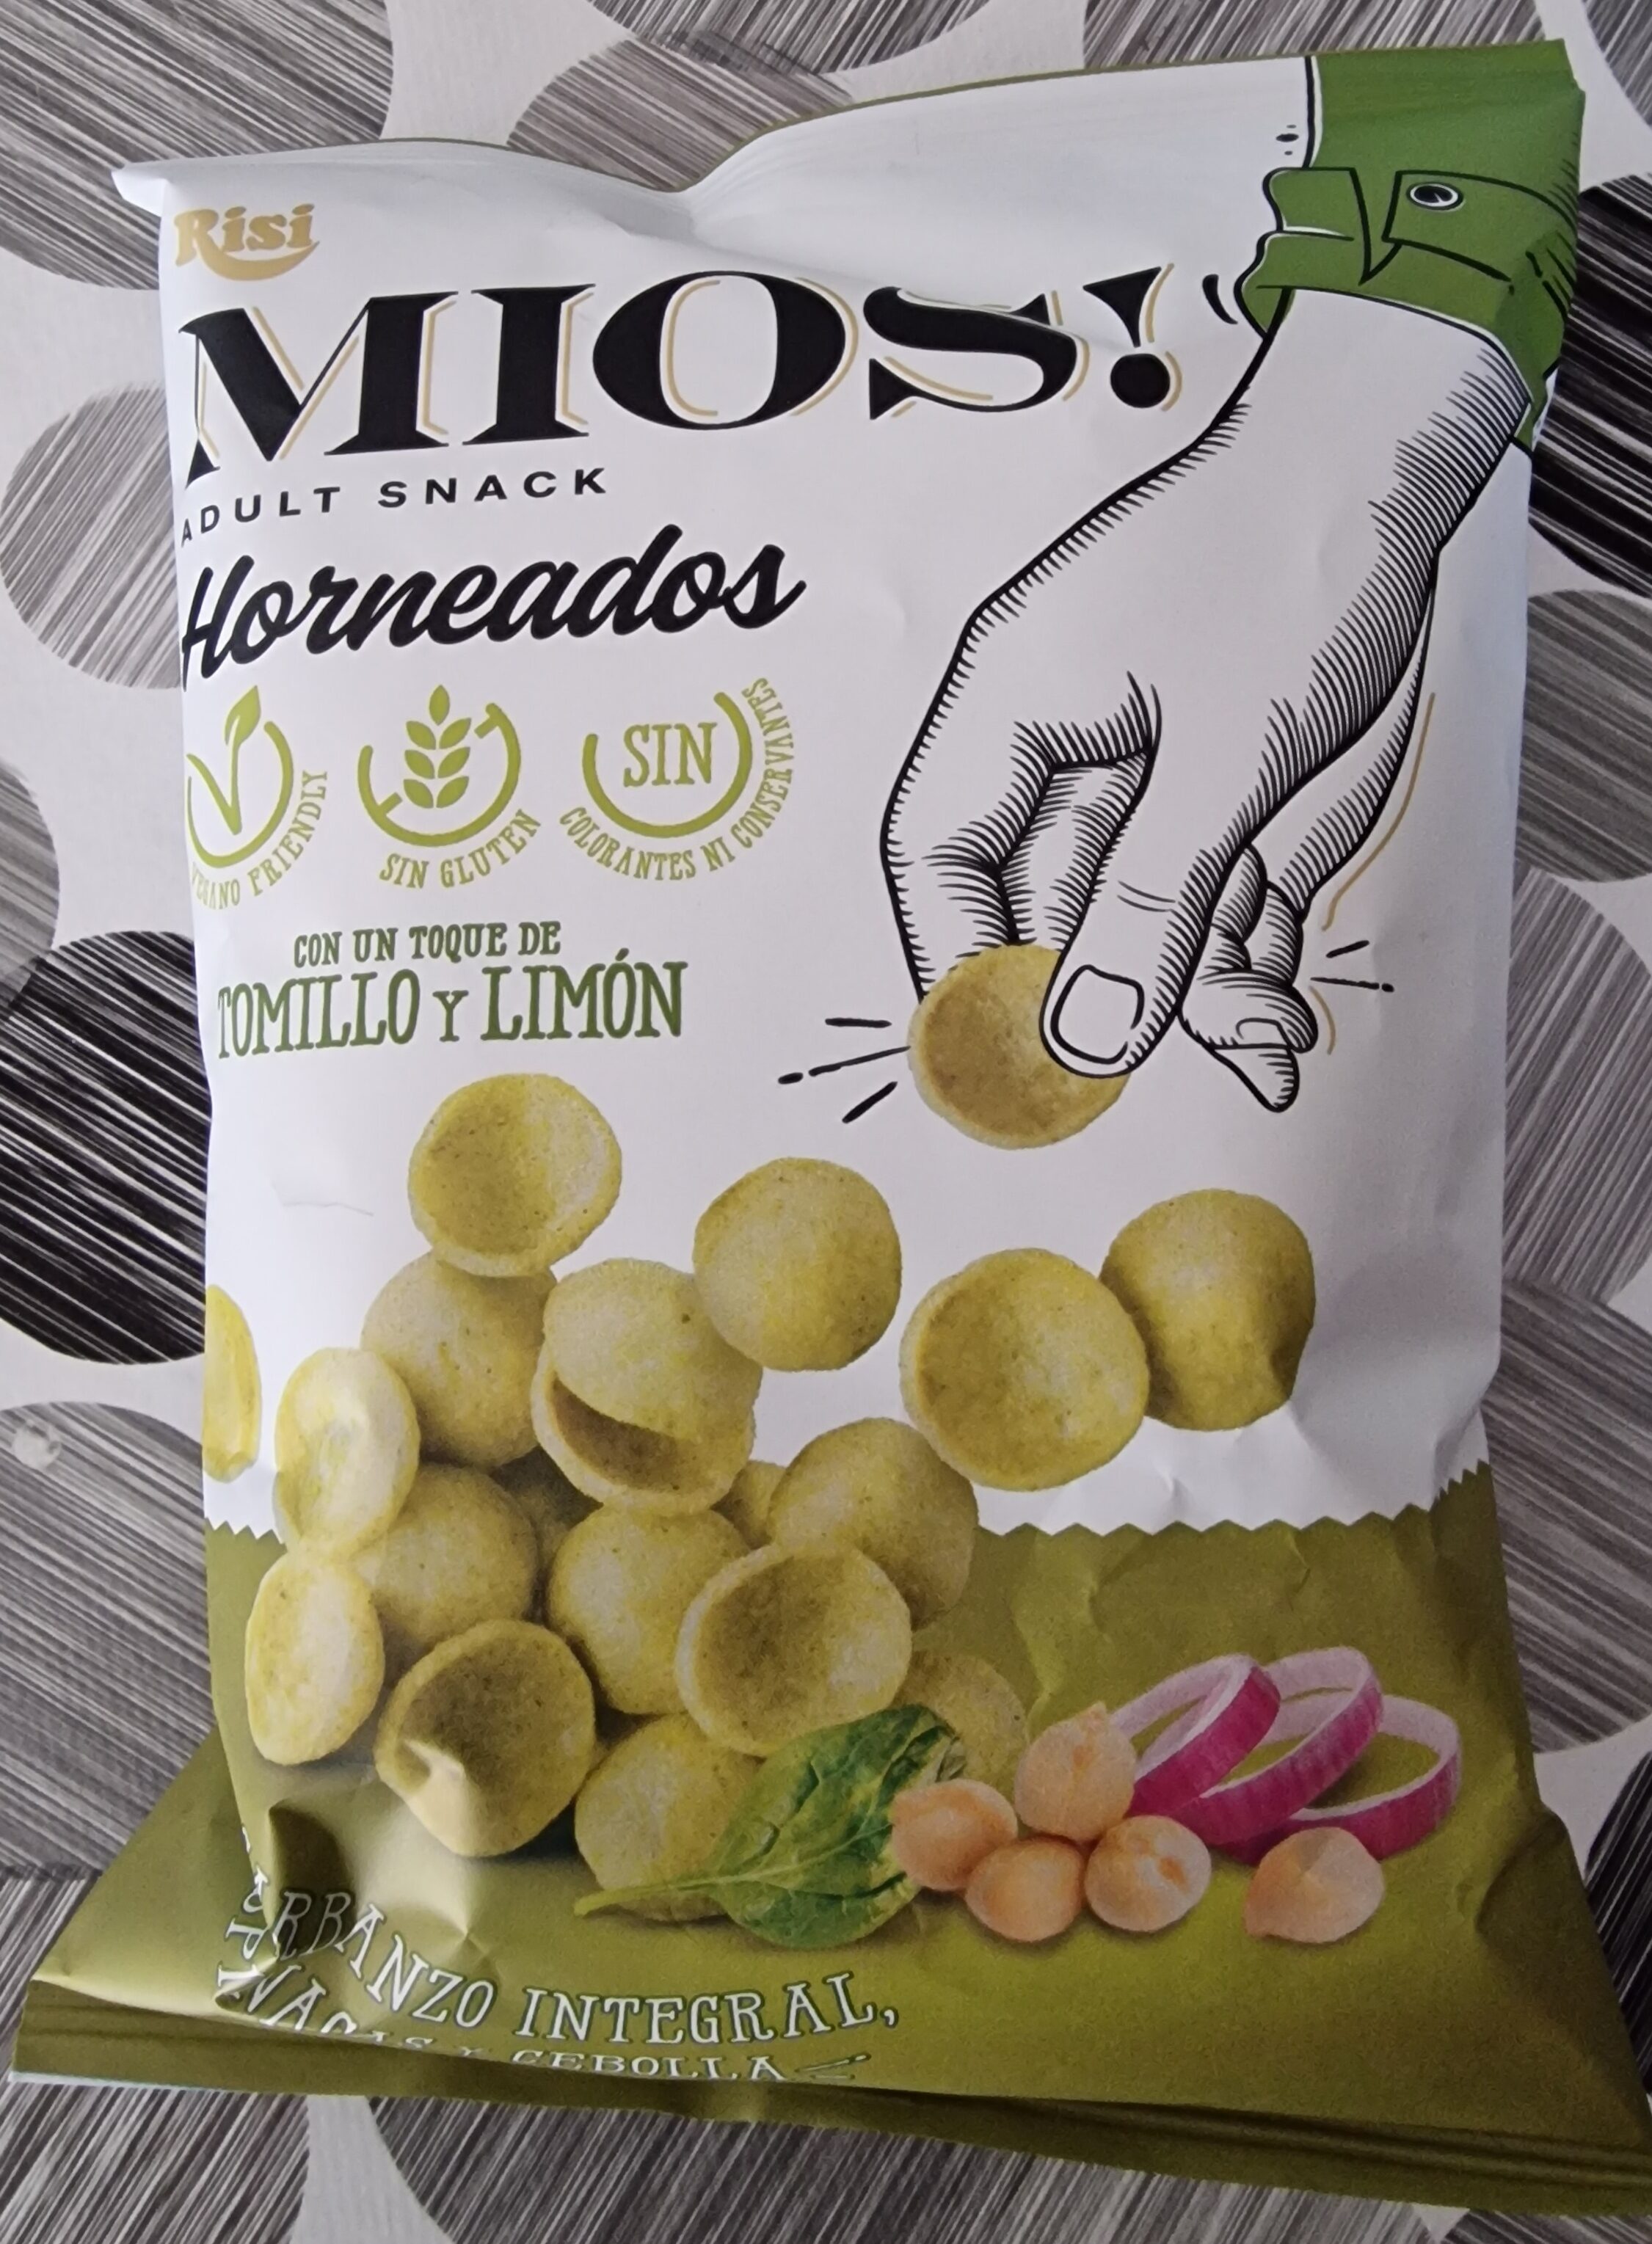 Risi
MIOS!
ADULT SNACK
Horneados
VEGANO FRIENDLY
SIN GLUTEN
SIN
COLORANTES NI CONSERVANTES
CON UN TOQUE DE
TOMILLO Y LIMÓN
INTEGRAL,
Y CEBOLLA